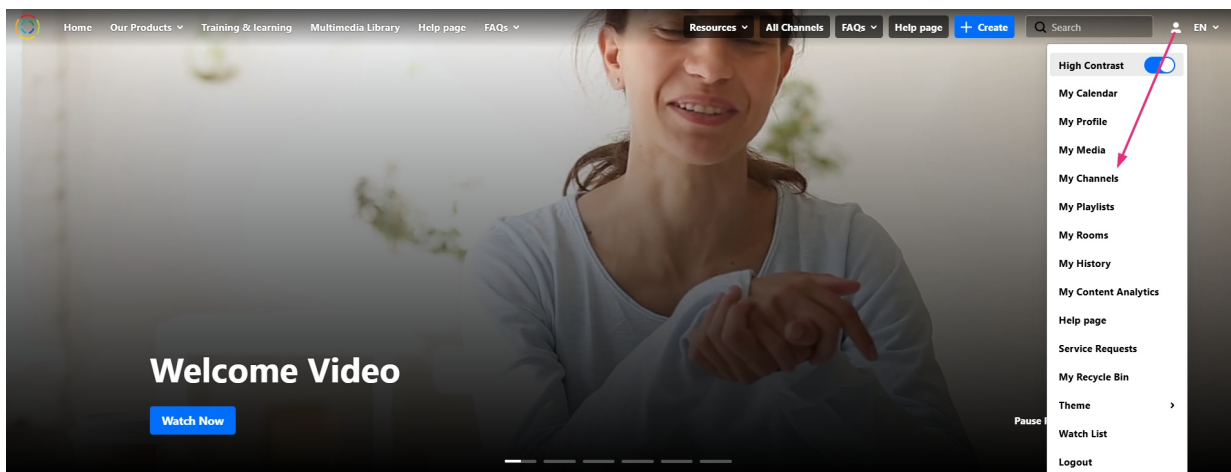 Home Our Products Training & learning Multimedia Library Help page FAQs Resources All Channels FAQs Help page + Create Search EN
High Contrast
My Calendar
My Profile
My Media
My Channels
My Playlists
My Rooms
My History
My Content Analytics
Help page
Service Requests
My Recycle Bin
Theme
Watch List
Logout
Welcome Video
Watch Now
Pause